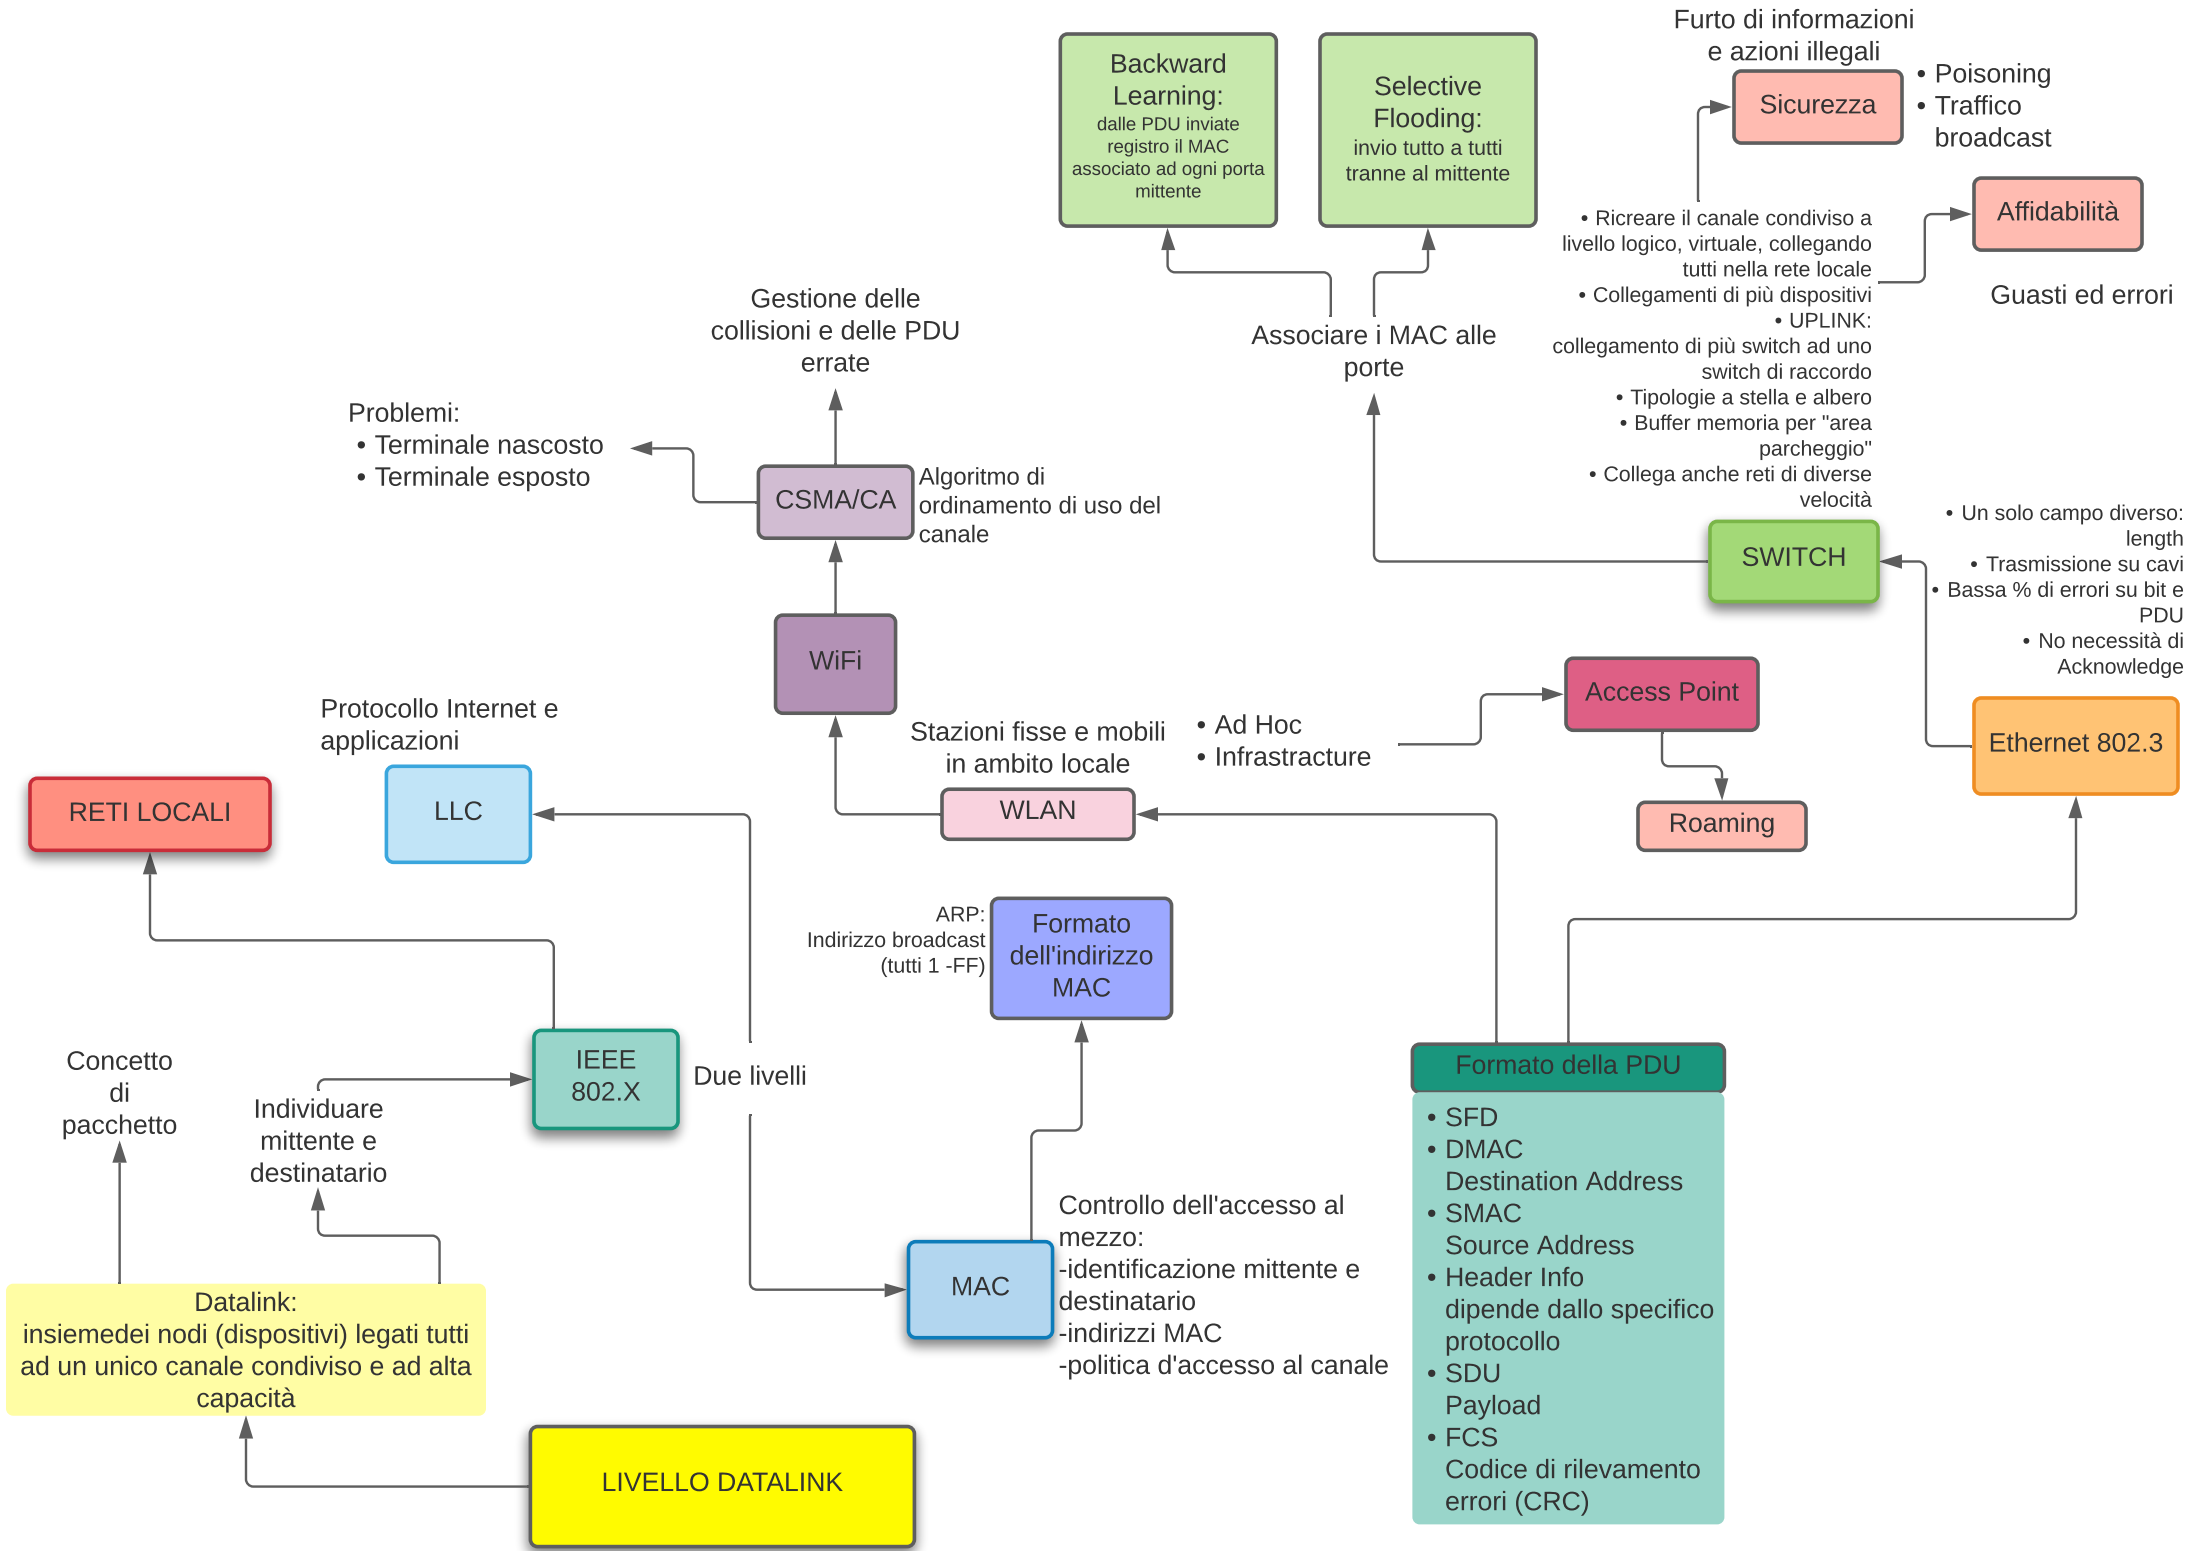 Furto di informazioni
e azioni illegali
Sicurezza
• Poisoning
• Traffico
broadcast
Backward
Learning:
dalle PDU inviate
registro il MAC
associato ad ogni porta
mittente
Selective
Flooding:
invio tutto a tutti
tranne al mittente
Affidabilità
Guasti ed errori
• Ricreare il canale condiviso a
livello logico, virtuale, collegando
tutti nella rete locale
• Collegamenti di più dispositivi
• UPLINK:
collegamento di più switch ad uno
switch di raccordo
• Tipologie a stella e albero
• Buffer memoria per "area
parcheggio"
• Collega anche reti di diverse
velocità
Gestione delle
collisioni e delle PDU
errate
Associare i MAC alle
porte
Problemi:
• Terminale nascosto
• Terminale esposto
CSMA/CA
Algoritmo di
ordinamento di uso del
canale
SWITCH
• Un solo campo diverso:
length
• Trasmissione su cavi
• Bassa % di errori su bit e
PDU
• No necessità di
Acknowledge
WiFi
Access Point
Ethernet 802.3
Protocollo Internet e
applicazioni
Stazioni fisse e mobili
in ambito locale
• Ad Hoc
• Infrastracture
RETI LOCALI
LLC
WLAN
Roaming
ARP:
Indirizzo broadcast
(tutti 1 -FF)
Formato
dell'indirizzo
MAC
Concetto
di
pacchetto
Individuare
mittente e
destinatario
IEEE
802.X
Due livelli
Formato della PDU
• SFD
• DMAC
Destination Address
• SMAC
Source Address
• Header Info
dipende dallo specifico
protocollo
• SDU
Payload
• FCS
Codice di rilevamento
errori (CRC)
MAC
Controllo dell'accesso al
mezzo:
-identificazione mittente e
destinatario
-indirizzi MAC
-politica d'accesso al canale
Datalink:
insiemedei nodi (dispositivi) legati tutti
ad un unico canale condiviso e ad alta
capacità
LIVELLO DATALINK